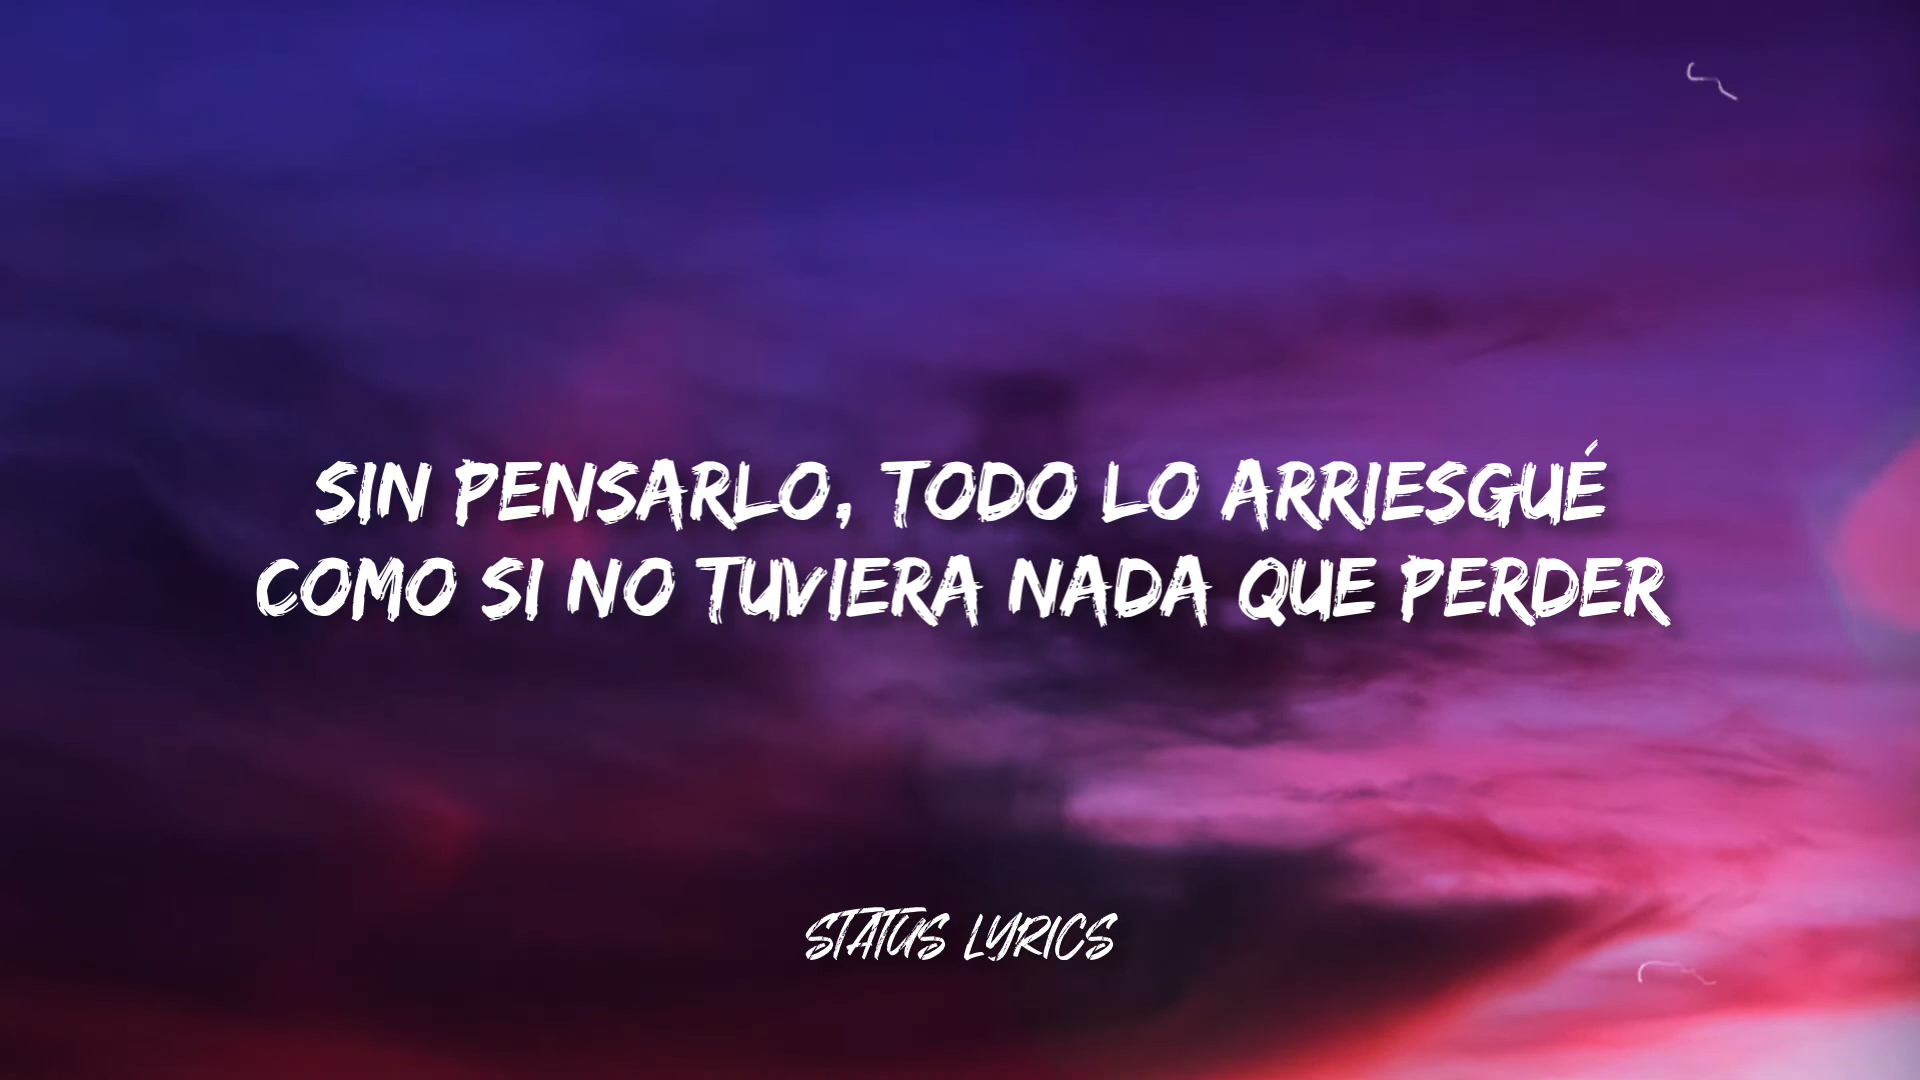 SIN PENSARLO, TODO LO ARRIESGUÉ
COMO SI NO TUVIERA NADA QUE PERDER
STATUS LYRICS